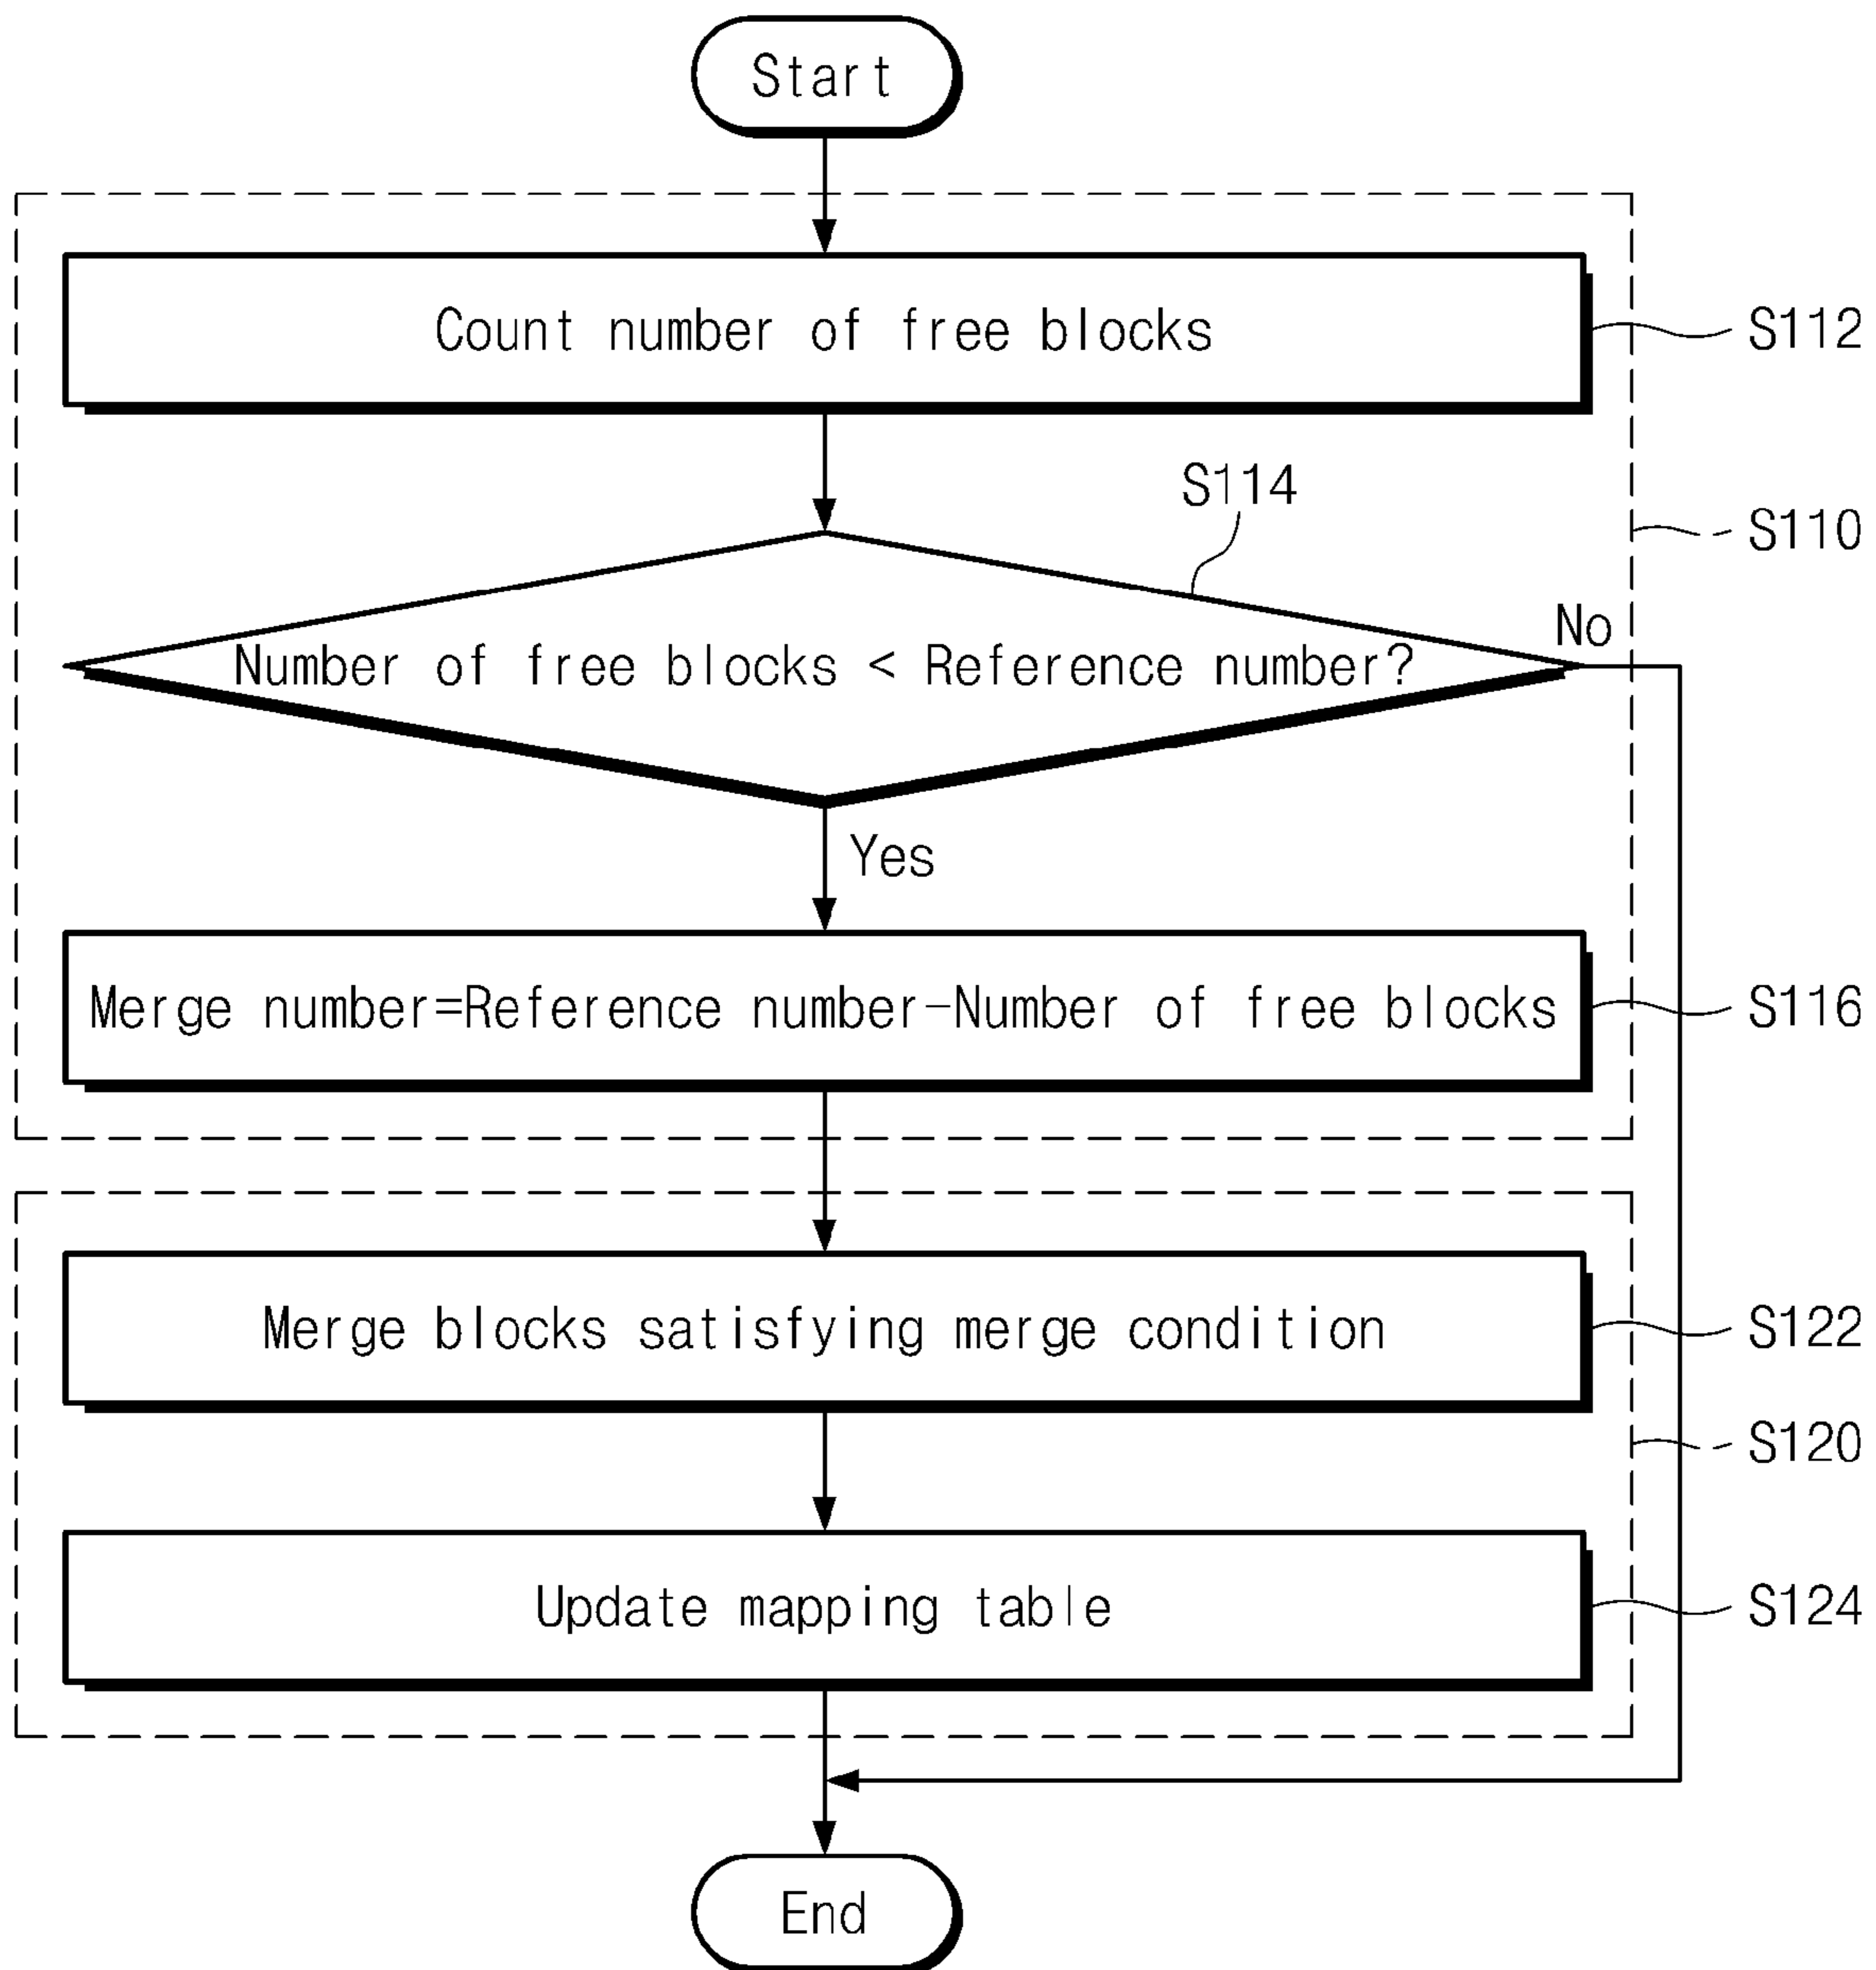 Start
Count number of free blocks
S112
S114
S110
No
Number of free blocks < Reference number?
Yes
Merge number=Reference number-Number of free blocks
S116
Merge blocks satisfying merge condition
S122
S120
Update mapping table
S124
End